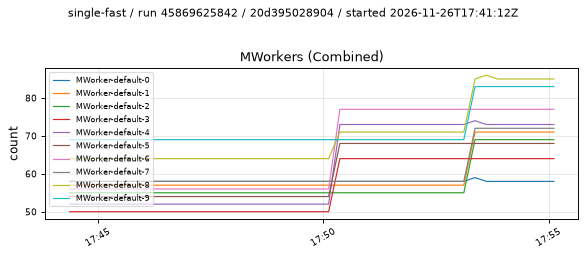 single-fast / run 45869625842 / 20d395028904 / started 2026-11-26T17:41:12Z
MWorkers (Combined)
count
80
70
60
50
MWorker-default-0
MWorker-default-1
MWorker-default-2
MWorker-default-3
MWorker-default-4
MWorker-default-5
MWorker-default-6
MWorker-default-7
MWorker-default-8
MWorker-default-9
17:45
17:50
17:55